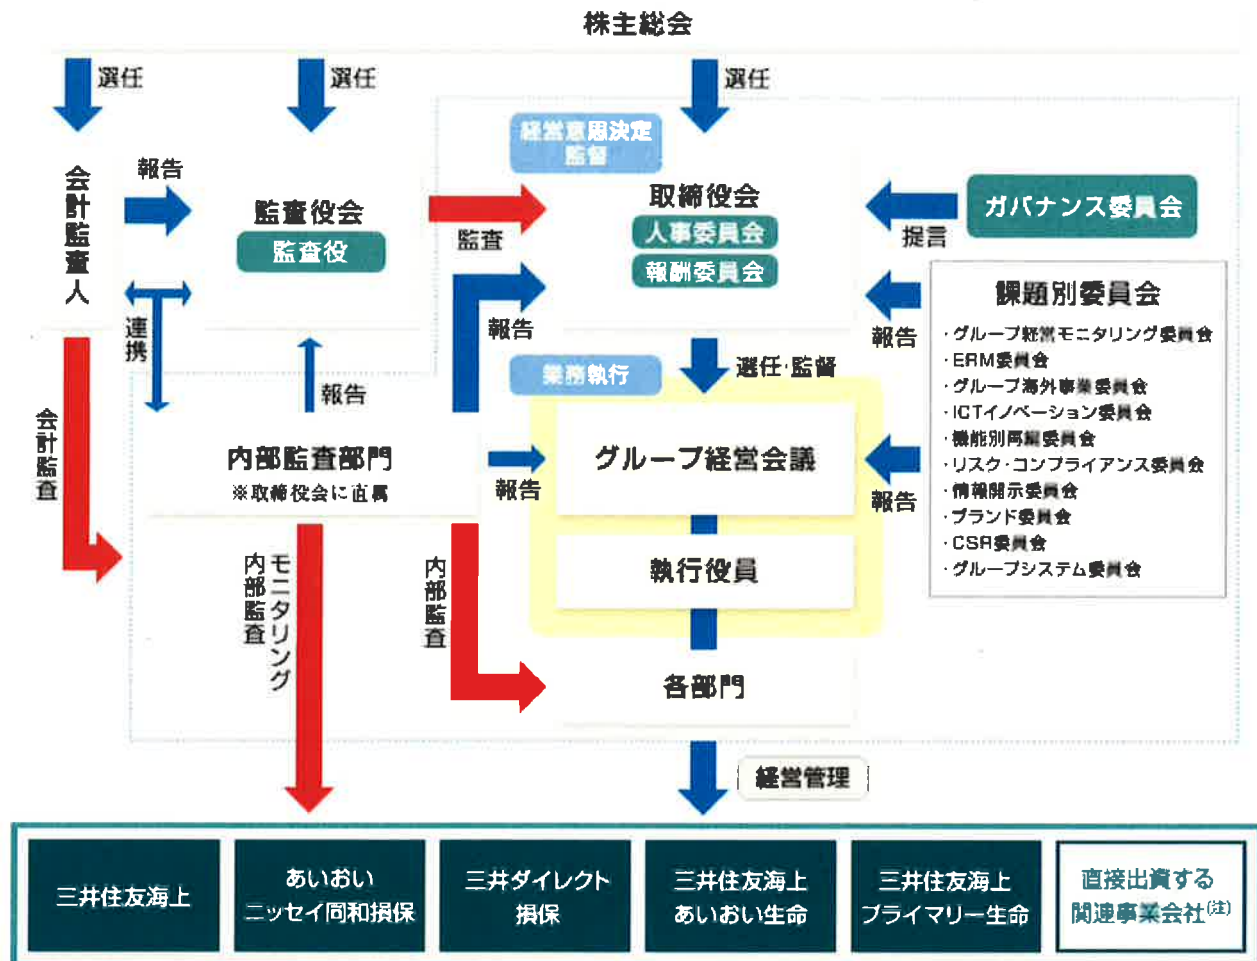 株主総会
選任
選任
選任
経営意思決定
監督
会計監査人
報告
監査役会
監査役
監査
取締役会
人事委員会
報酬委員会
提言
ガバナンス委員会
連携
報告
報告
報告
課題別委員会
・グループ経営モニタリング委員会
・ERM委員会
・グループ海外事業委員会
・ICTイノベーション委員会
・機能別再編委員会
・リスク・コンプライアンス委員会
・情報開示委員会
・ブランド委員会
・CSR委員会
・グループシステム委員会
業務執行
選任・監督
会計監査
内部監査部門
※取締役会に直属
報告
グループ経営会議
報告
執行役員
モニタリング
内部監査
内部監査
各部門
経営管理
三井住友海上
あいおい
ニッセイ同和損保
三井ダイレクト
損保
三井住友海上
あいおい生命
三井住友海上
プライマリー生命
直接出資する
関連事業会社(注)